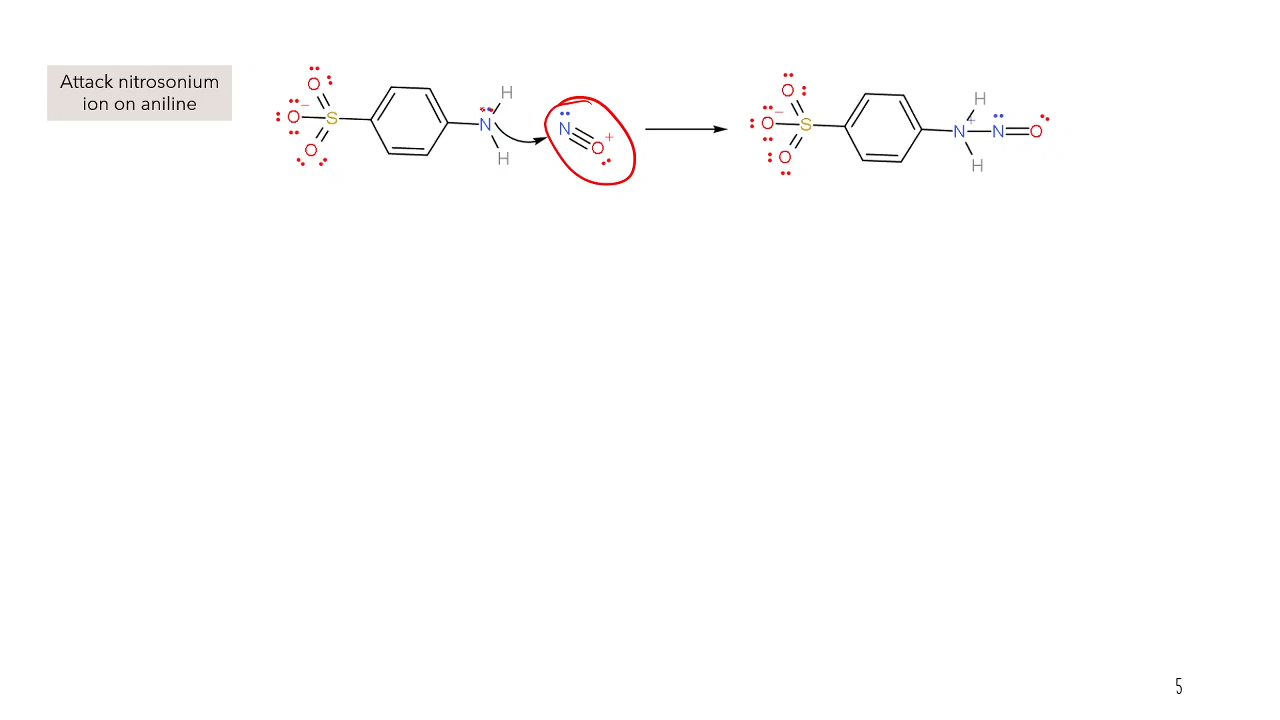 Attack nitrosonium
ion on aniline
O
O −
S
O
N
H
H
N
O +
O
O −
S
O
N +
H
H
N
O
5